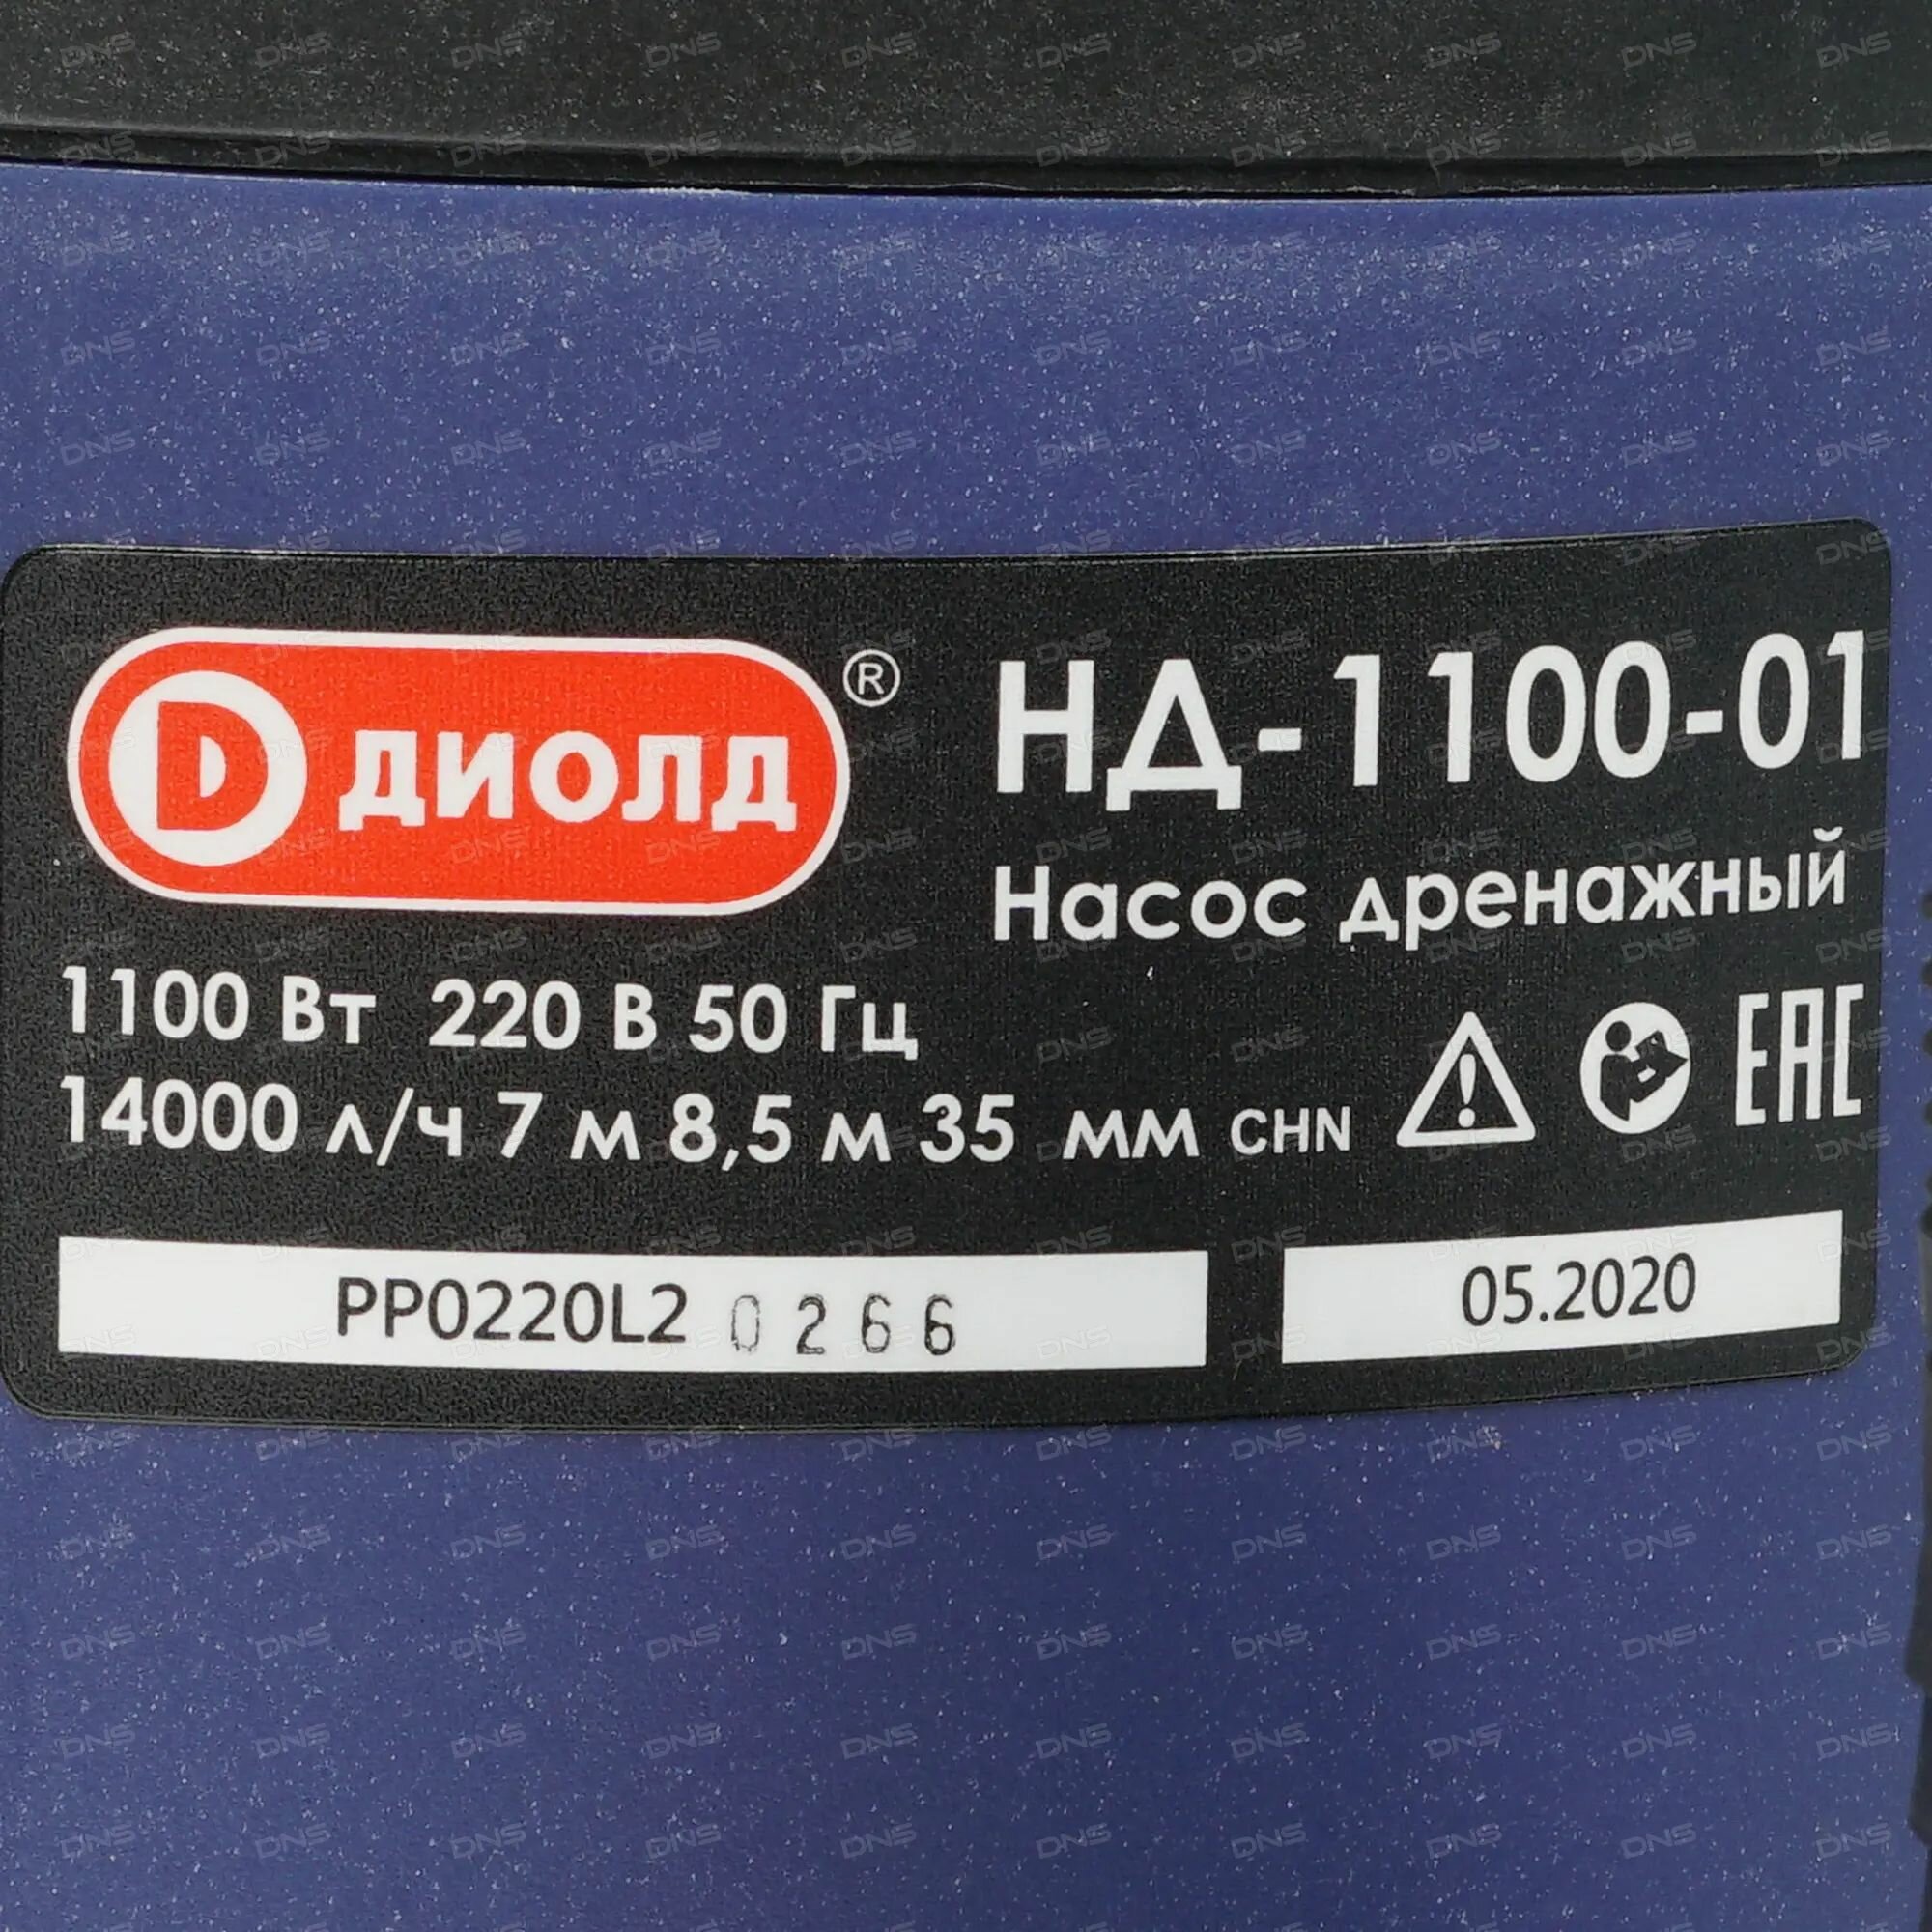 D ДИОЛД ®
НД-1100-01
Насос дренажный
1100 Вт 220 В 50 Гц
14000 л/ч 7 м 8,5 м 35 мм CHN
EAC
PP0220L2 0266
05.2020
DNS